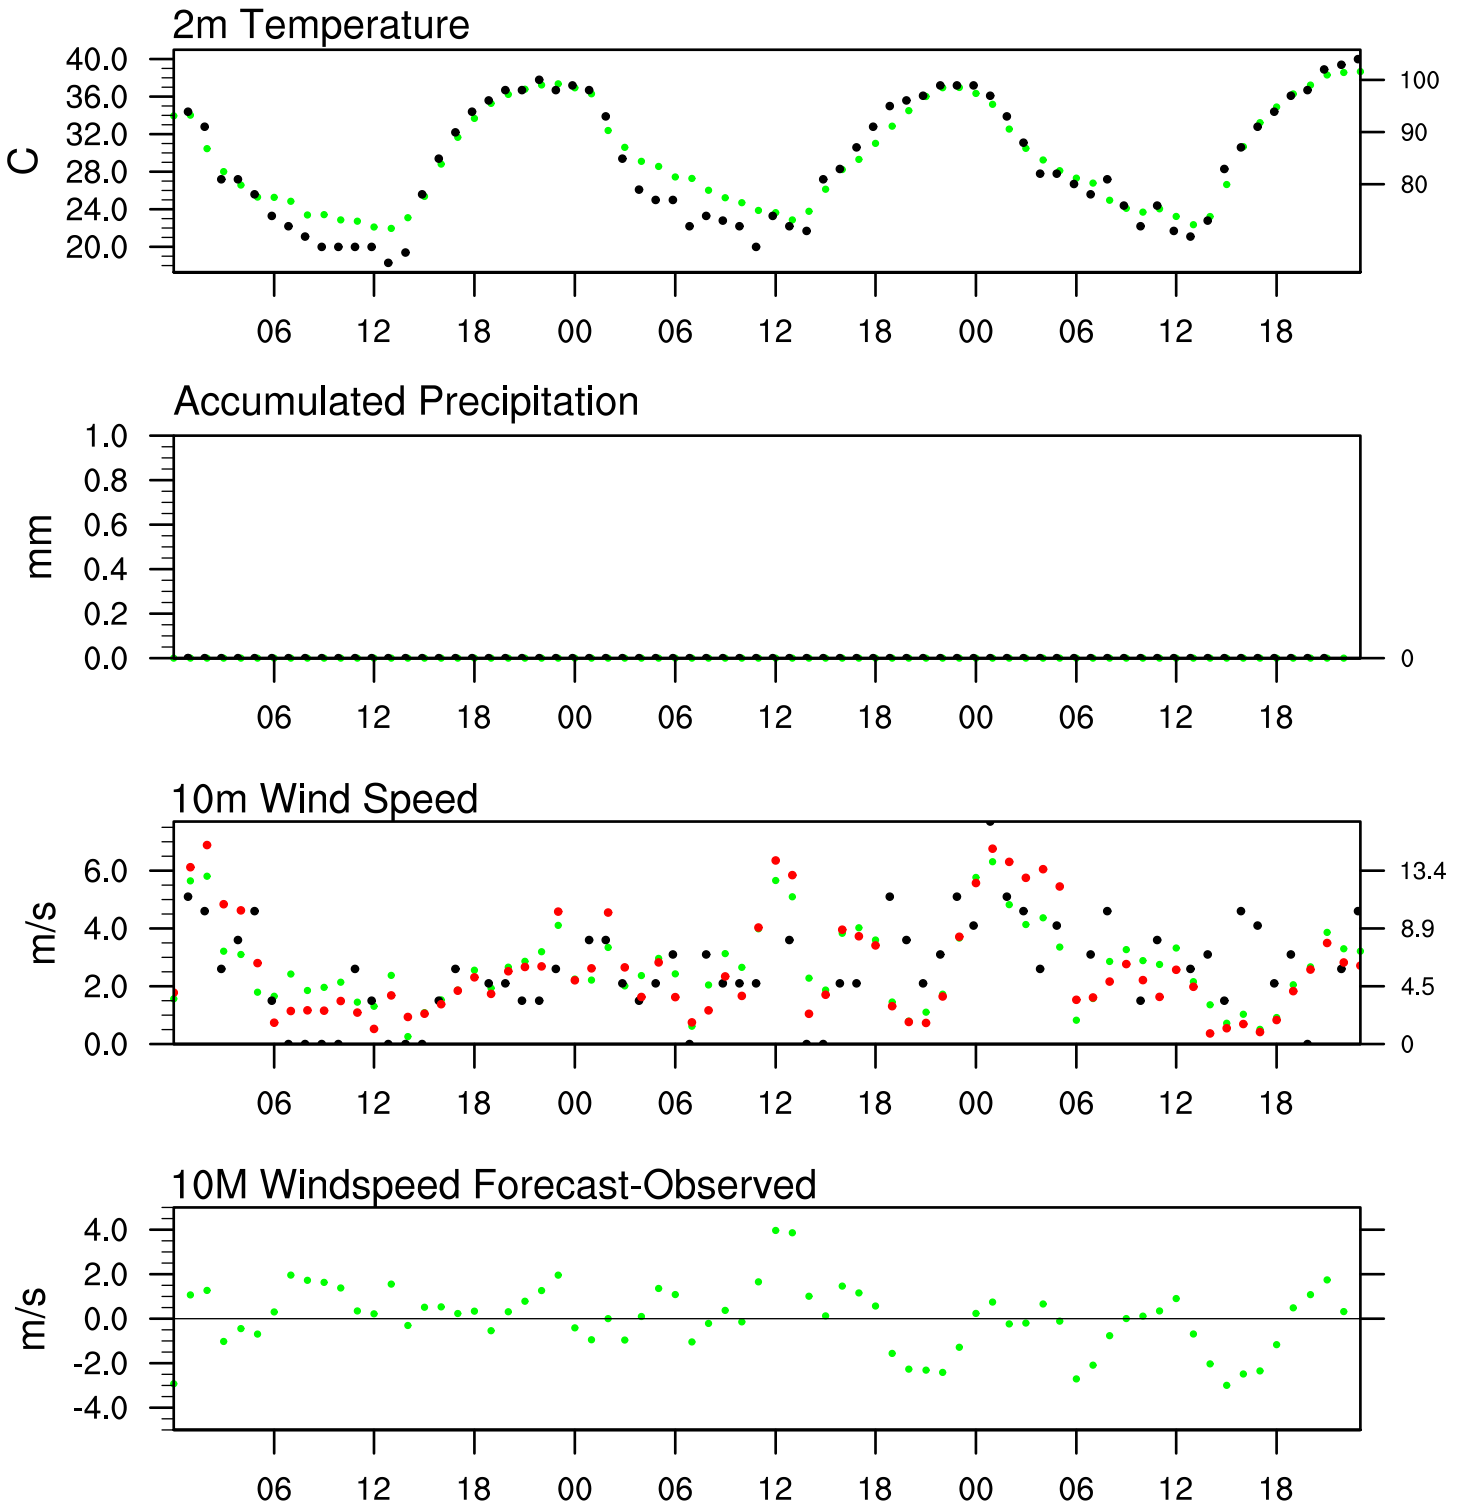 2m Temperature
40.0
36.0
32.0
28.0
24.0
20.0
C
100
90
80
06 12 18 00 06 12 18 00 06 12 18
Accumulated Precipitation
1.0
0.8
0.6
0.4
0.2
0.0
mm
0
06 12 18 00 06 12 18 00 06 12 18
10m Wind Speed
6.0
4.0
2.0
0.0
m/s
13.4
8.9
4.5
0
06 12 18 00 06 12 18 00 06 12 18
10M Windspeed Forecast-Observed
4.0
2.0
0.0
-2.0
-4.0
m/s
06 12 18 00 06 12 18 00 06 12 18